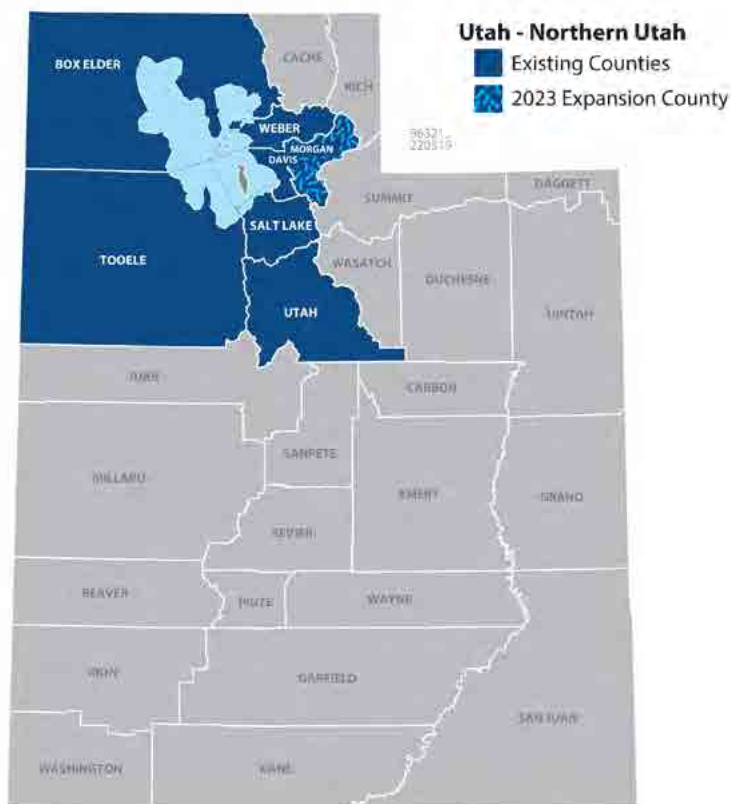 Utah - Northern Utah
Existing Counties
2023 Expansion County
963212
220519
BOX ELDER
CACHE
RICH
WEBER
MORGAN
DAVIS
SUMMIT
DAGGETT
SALT LAKE
TOOELE
WASATCH
DUCHESNE
UINTAH
UTAH
JUAB
CARBON
SANPETE
MILLARD
EMERY
GRAND
SEVIER
BEAVER
PIUTE
WAYNE
IRON
GARFIELD
SAN JUAN
WASHINGTON
KANE